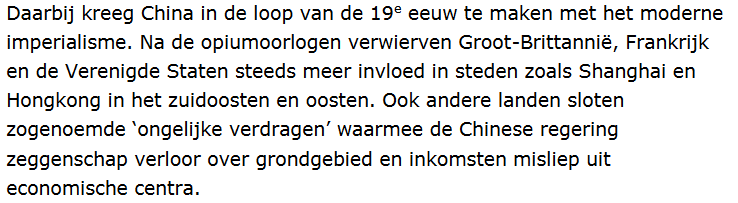 Daarbij kreeg China in de loop van de 19ᵉ eeuw te maken met het moderne
imperialisme. Na de opiumoorlogen verwierven Groot-Brittannië, Frankrijk
en de Verenigde Staten steeds meer invloed in steden zoals Shanghai en
Hongkong in het zuidoosten en oosten. Ook andere landen sloten
zogenoemde ‘ongelijke verdragen’ waarmee de Chinese regering
zeggenschap verloor over grondgebied en inkomsten misliep uit
economische centra.